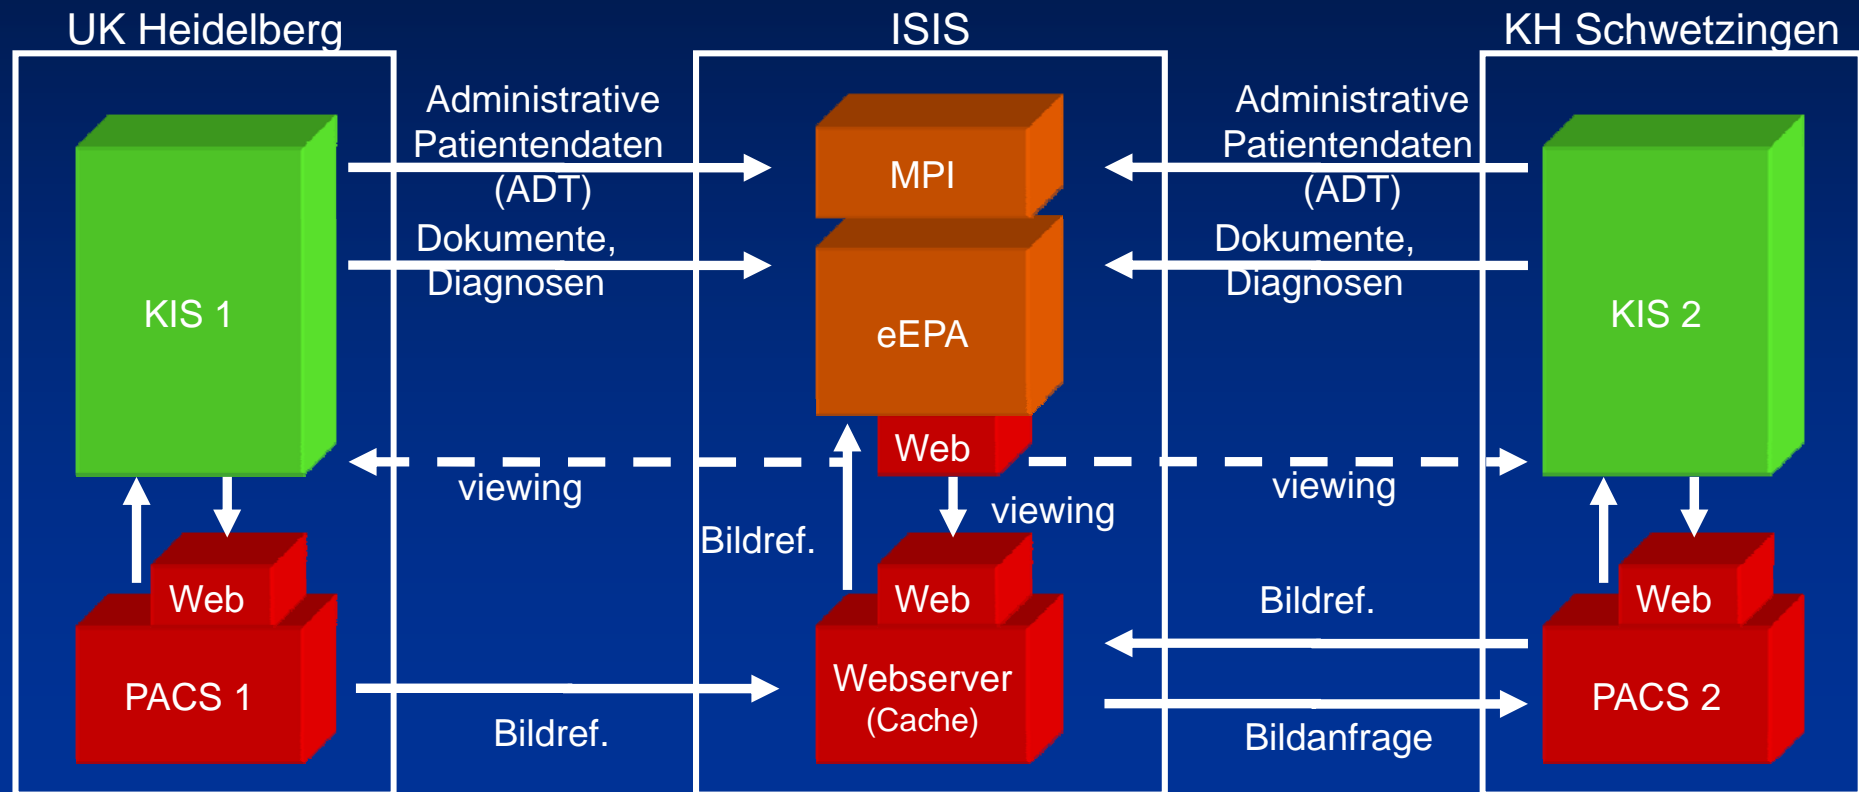 UK Heidelberg
ISIS
KH Schwetzingen
Administrative
Patientendaten
(ADT)
Dokumente,
Diagnosen
Administrative
Patientendaten
(ADT)
Dokumente,
Diagnosen
KIS 1
MPI
eEPA
Web
KIS 2
viewing
viewing
viewing
Bildref.
Web
PACS 1
Bildref.
Web
Webserver
(Cache)
Bildref.
Bildanfrage
Web
PACS 2